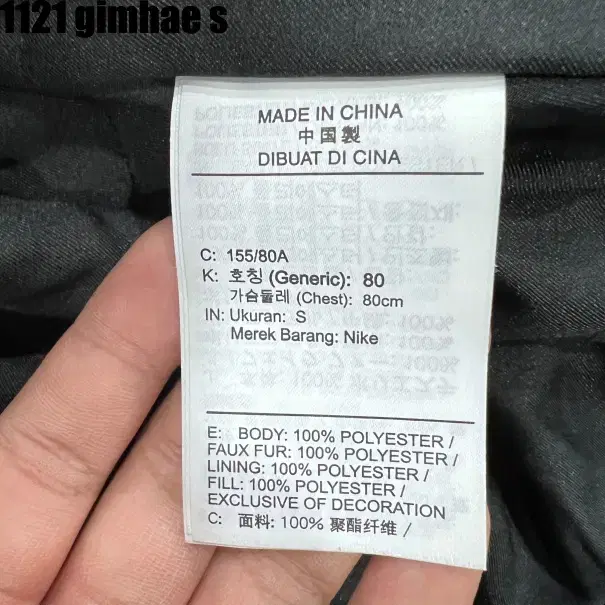 1121 gimhae s
MADE IN CHINA
中国製
DIBUAT DI CINA
C: 155/80A
K: 호칭 (Generic): 80
가슴둘레 (Chest): 80cm
IN: Ukuran: S
Merek Barang: Nike
E: BODY: 100% POLYESTER /
FAUX FUR: 100% POLYESTER /
LINING: 100% POLYESTER /
FILL: 100% POLYESTER /
EXCLUSIVE OF DECORATION
C: 面料: 100% 聚酯纤维 /